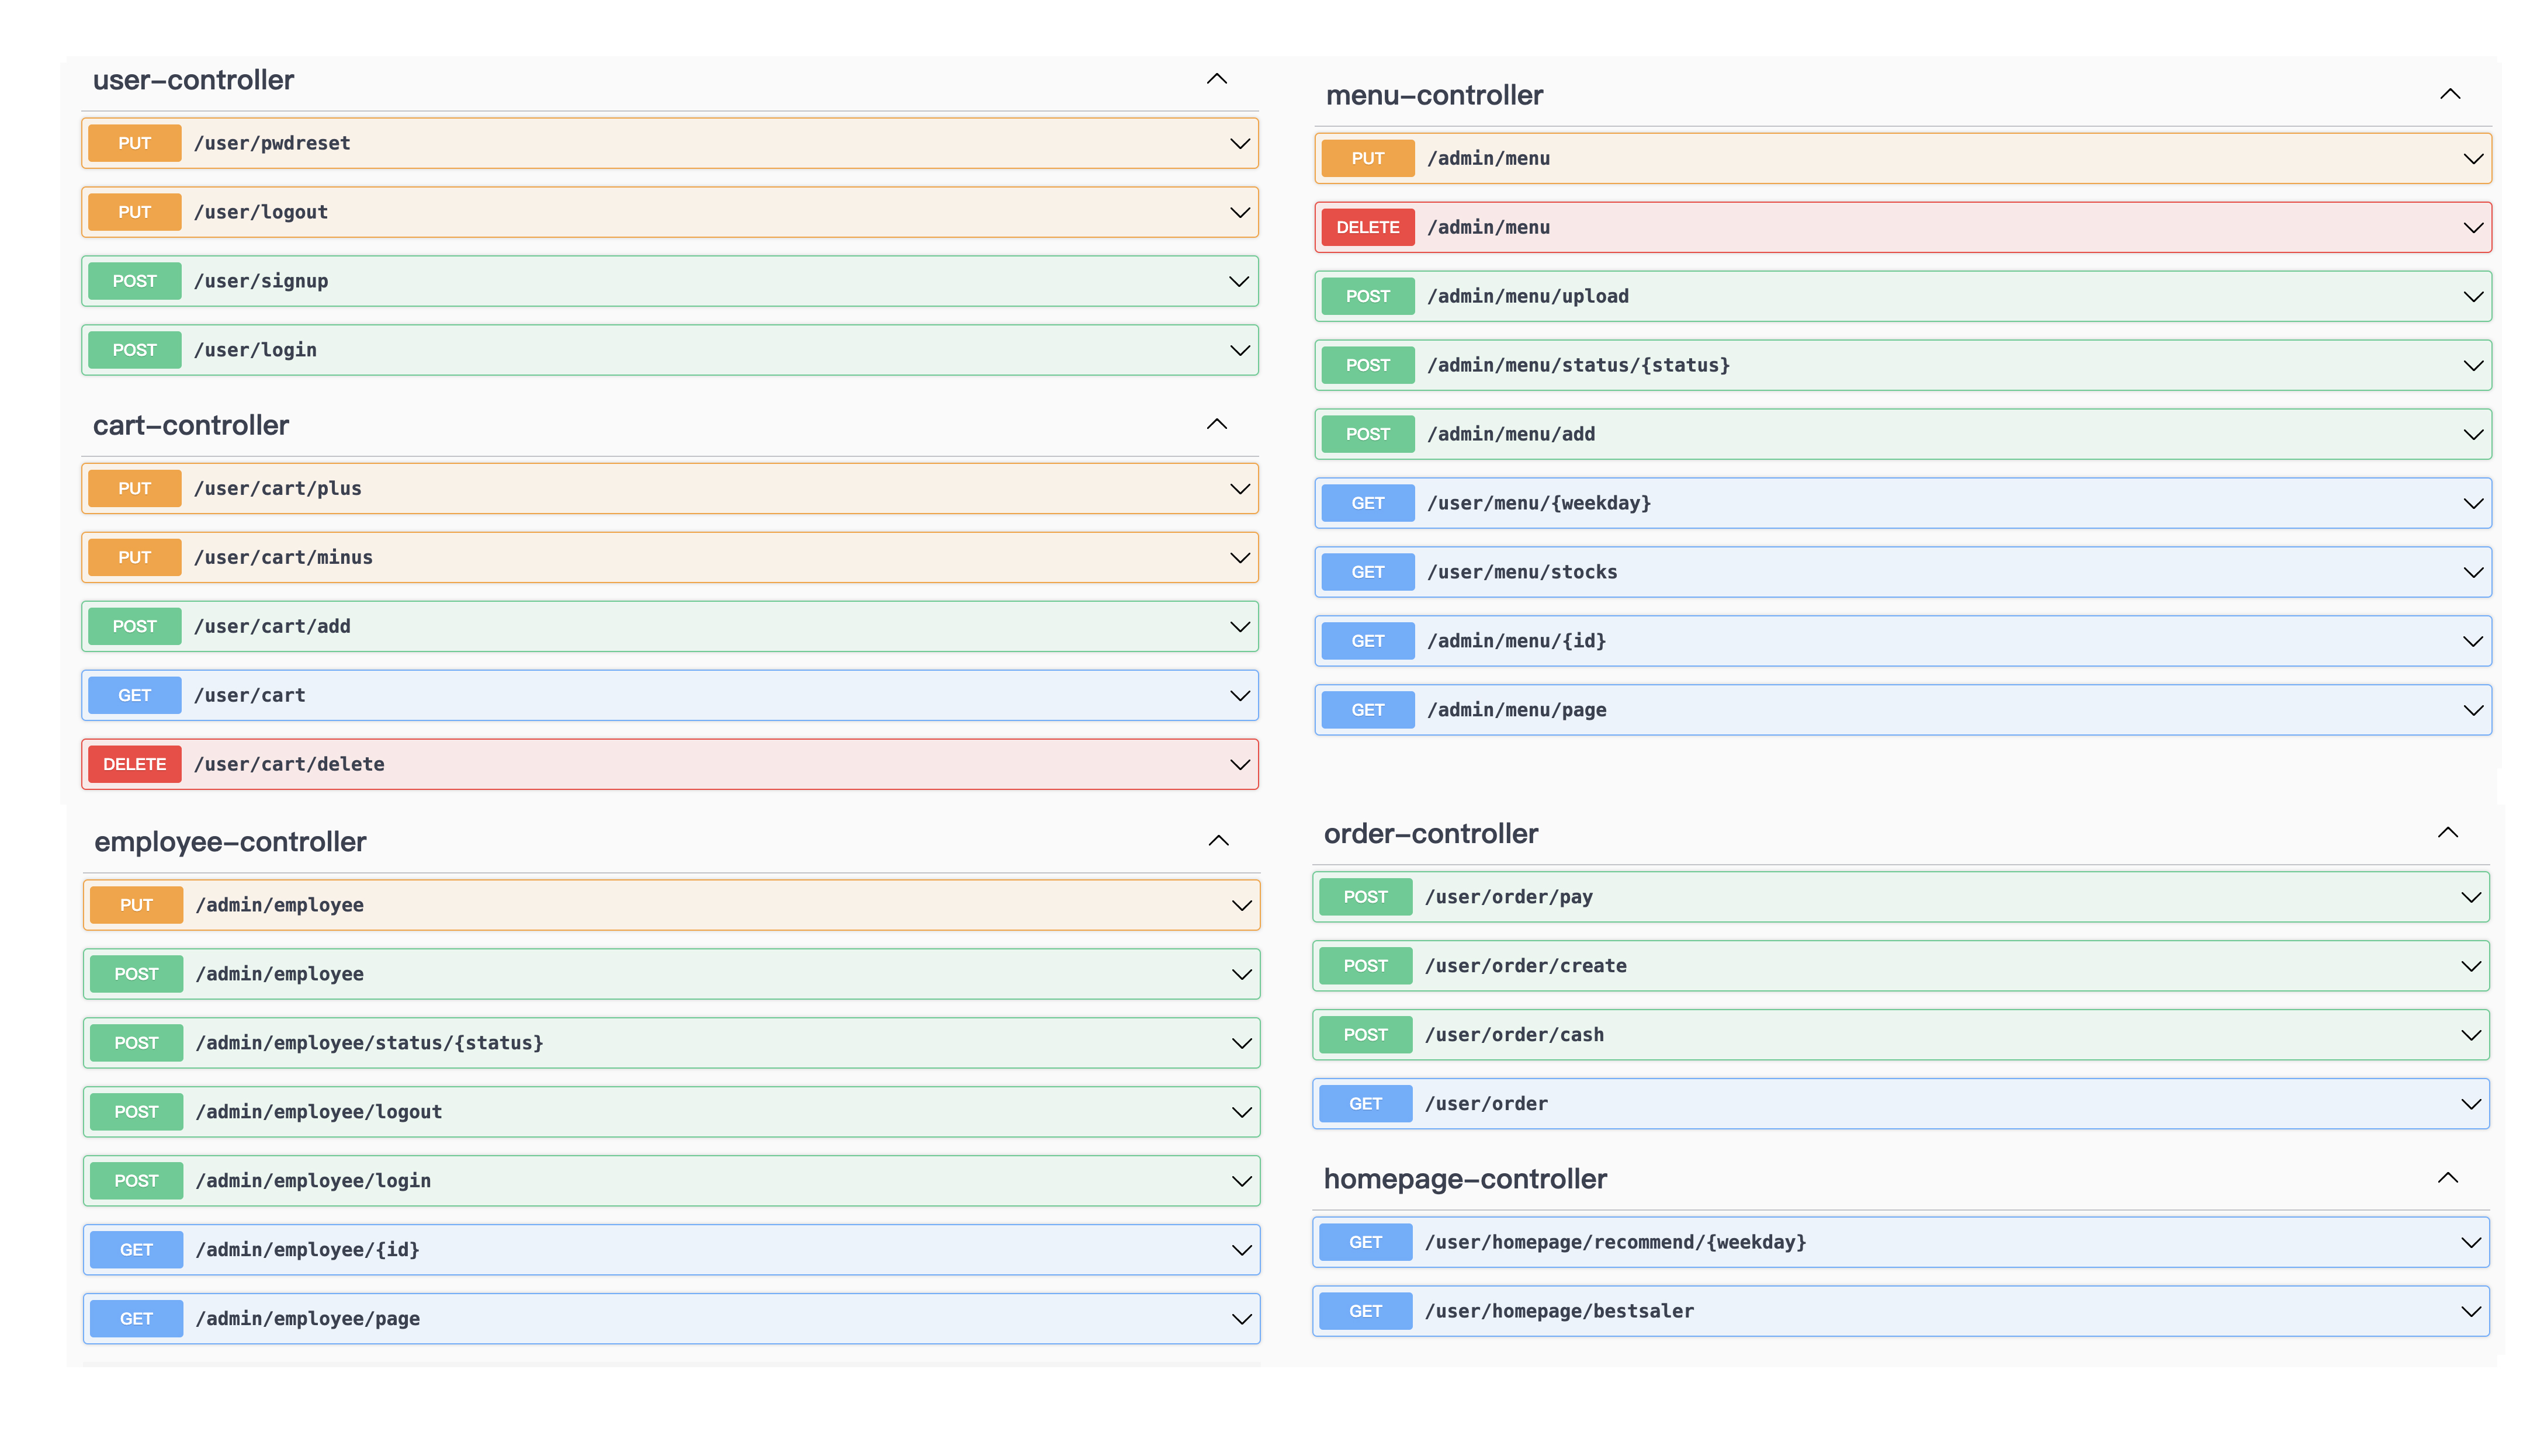 user-controller
PUT /user/pwdreset
PUT /user/logout
POST /user/signup
POST /user/login
cart-controller
PUT /user/cart/plus
PUT /user/cart/minus
POST /user/cart/add
GET /user/cart
DELETE /user/cart/delete
employee-controller
PUT /admin/employee
POST /admin/employee
POST /admin/employee/status/{status}
POST /admin/employee/logout
POST /admin/employee/login
GET /admin/employee/{id}
GET /admin/employee/page
menu-controller
PUT /admin/menu
DELETE /admin/menu
POST /admin/menu/upload
POST /admin/menu/status/{status}
POST /admin/menu/add
GET /user/menu/{weekday}
GET /user/menu/stocks
GET /admin/menu/{id}
GET /admin/menu/page
order-controller
POST /user/order/pay
POST /user/order/create
POST /user/order/cash
GET /user/order
homepage-controller
GET /user/homepage/recommend/{weekday}
GET /user/homepage/bestsaler